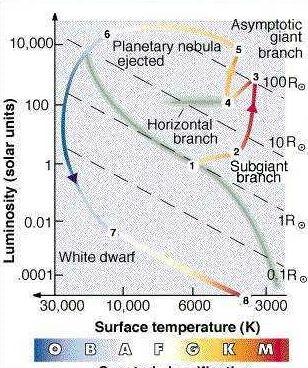 Asymptotic
giant
branch
6
10,000
Planetary nebula
ejected
5
3
100R⊙
4
100
Horizontal
branch
10R⊙
2
1
Subgiant
branch
1
Luminosity (solar units)
1R⊙
0.01
7
White dwarf
0.1R⊙
.0001
8
30,000 10,000 6000 3000
Surface temperature (K)
O B A F G K M